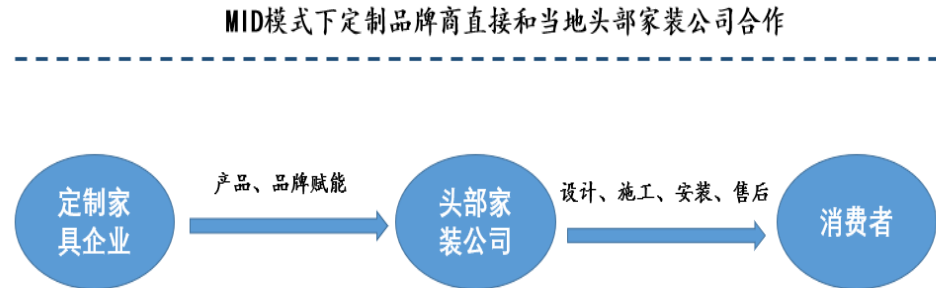 MID模式下定制品牌商直接和当地头部家装公司合作
产品、品牌赋能
设计、施工、安装、售后
定制家
具企业
头部家
装公司
消费者